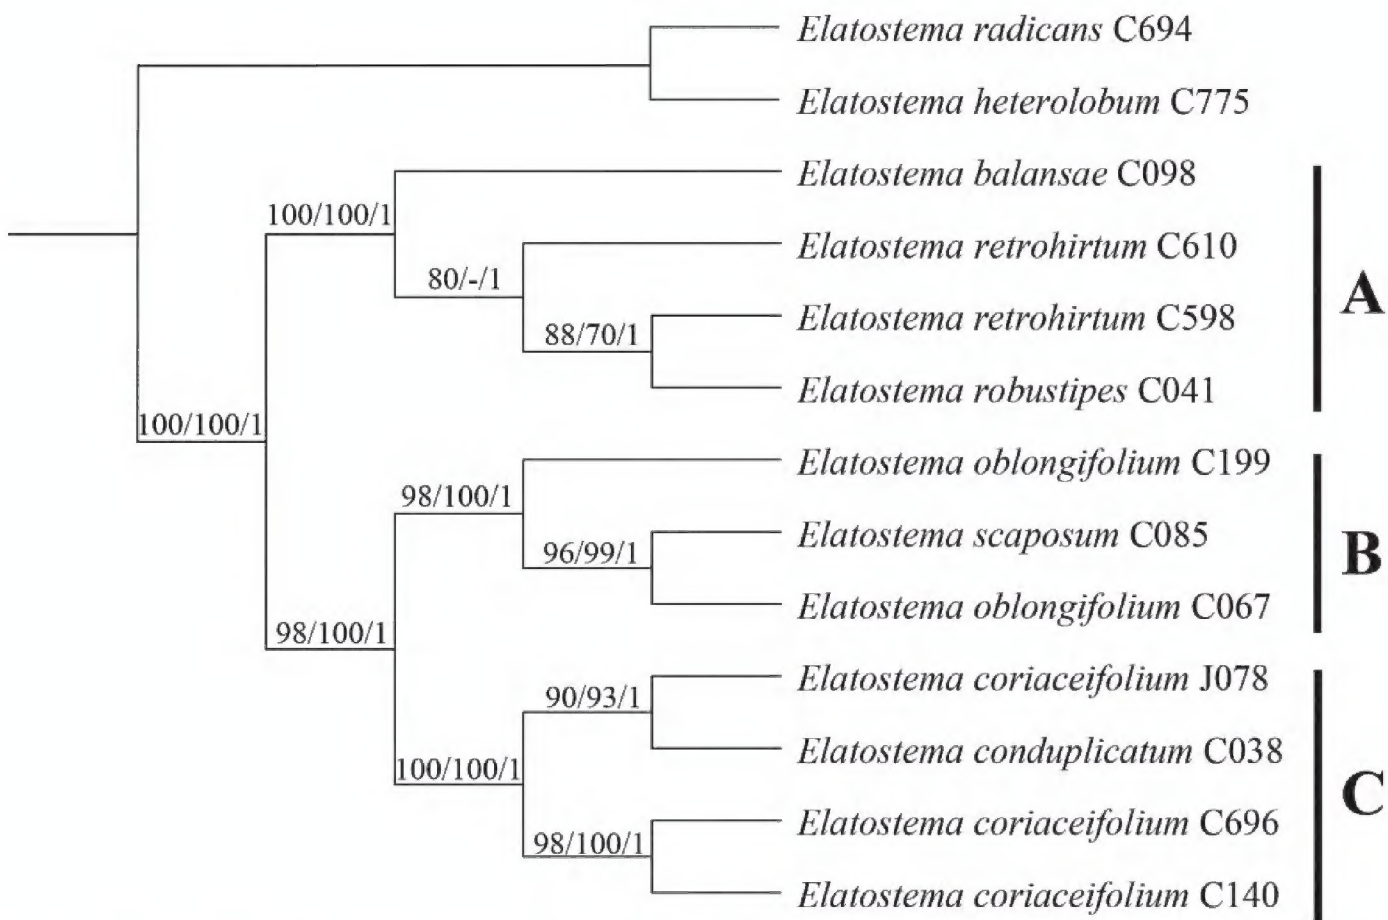 Elatostema radicans C694
Elatostema heterolobum C775
Elatostema balansae C098
100/100/1
Elatostema retrohirtum C610
80/-/1
A
Elatostema retrohirtum C598
88/70/1
Elatostema robustipes C041
100/100/1
Elatostema oblongifolium C199
98/100/1
Elatostema scaposum C085
96/99/1
B
Elatostema oblongifolium C067
98/100/1
Elatostema coriaceifolium J078
90/93/1
Elatostema conduplicatum C038
100/100/1
C
Elatostema coriaceifolium C696
98/100/1
Elatostema coriaceifolium C140